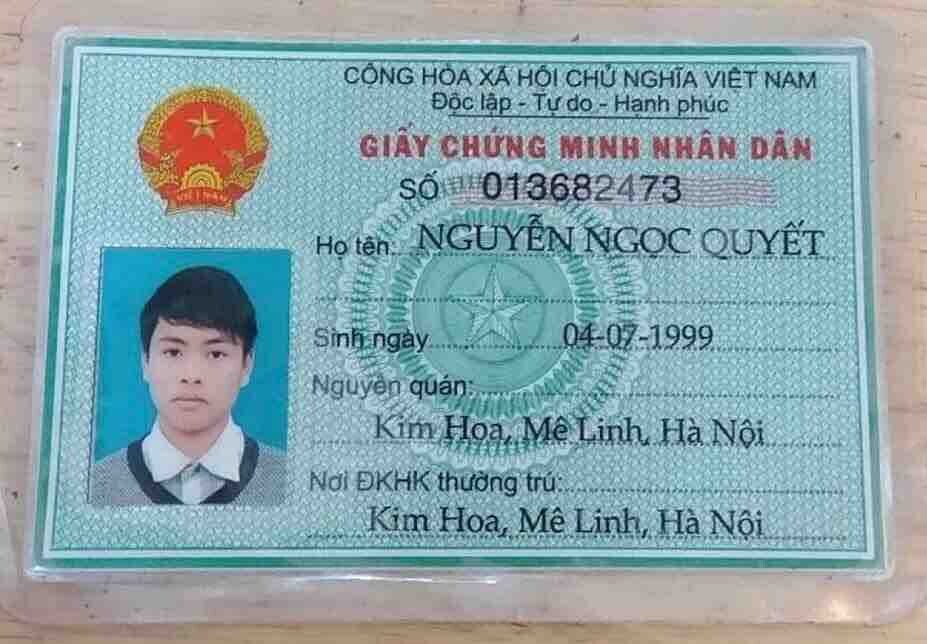 CỘNG HÒA XÃ HỘI CHỦ NGHĨA VIỆT NAM
Độc lập - Tự do - Hạnh phúc
GIẤY CHỨNG MINH NHÂN DÂN
SỐ 013682473
VIỆT NAM
Họ tên: NGUYỄN NGỌC QUYẾT
Sinh ngày 04-07-1999
Nguyên quán:
Kim Hoa, Mê Linh, Hà Nội
Nơi ĐKHK thường trú:
Kim Hoa, Mê Linh, Hà Nội